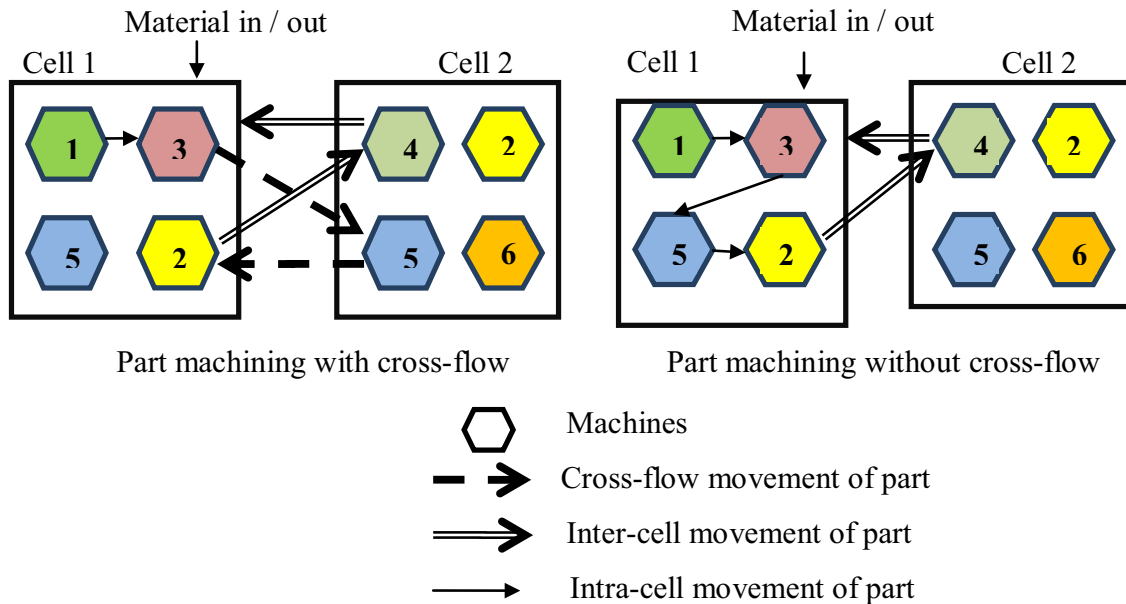 Material in / out
Cell 1
Cell 2
1
3
4
2
5
2
5
6
Part machining with cross-flow
Material in / out
Cell 1
Cell 2
1
3
4
2
5
2
5
6
Part machining without cross-flow
Machines
Cross-flow movement of part
Inter-cell movement of part
Intra-cell movement of part